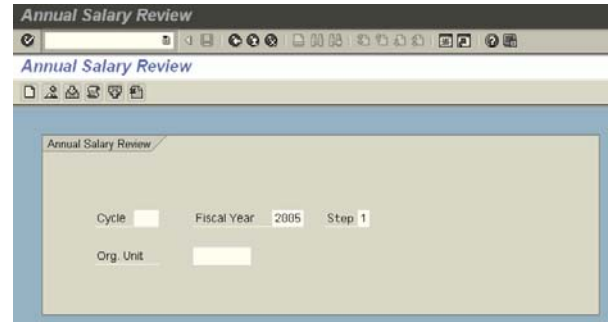 Annual Salary Review
Annual Salary Review
Annual Salary Review
Cycle Fiscal Year 2005 Step 1
Org. Unit